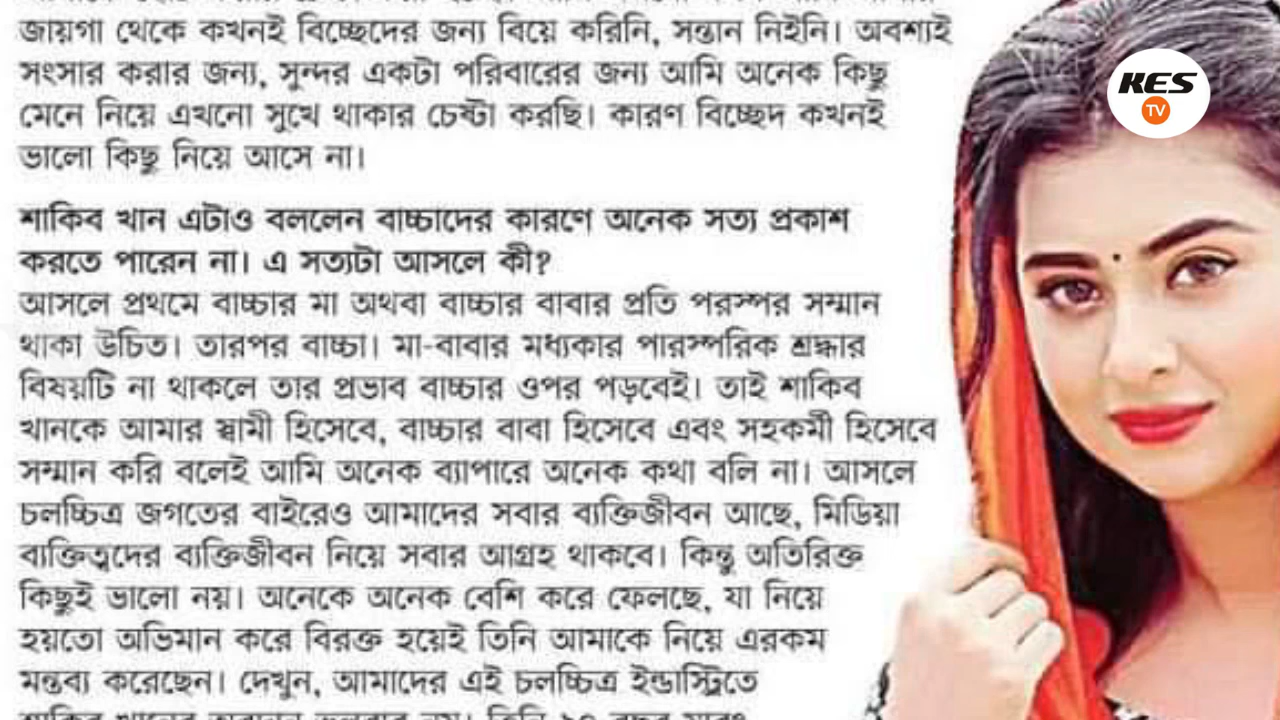 জায়গা থেকে কখনই বিচ্ছেদের জন্য বিয়ে করিনি, সন্তান নিইনি। অবশ্যই
সংসার করার জন্য, সুন্দর একটা পরিবারের জন্য আমি অনেক কিছু
মেনে নিয়ে এখনো সুখে থাকার চেষ্টা করছি। কারণ বিচ্ছেদ কখনই
ভালো কিছু নিয়ে আসে না।
শাকিব খান এটাও বললেন বাচ্চাদের কারণে অনেক সত্য প্রকাশ
করতে পারেন না। এ সত্যটা আসলে কী?
আসলে প্রথমে বাচ্চার মা অথবা বাচ্চার বাবার প্রতি পরস্পর সম্মান
থাকা উচিত। তারপর বাচ্চা। মা-বাবার মধ্যকার পারস্পরিক শ্রদ্ধার
বিষয়টি না থাকলে তার প্রভাব বাচ্চার ওপর পড়বেই। তাই শাকিব
খানকে আমার স্বামী হিসেবে, বাচ্চার বাবা হিসেবে এবং সহকর্মী হিসেবে
সম্মান করি বলেই আমি অনেক ব্যাপারে অনেক কথা বলি না। আসলে
চলচ্চিত্র জগতের বাইরেও আমাদের সবার ব্যক্তিজীবন আছে, মিডিয়া
ব্যক্তিত্বদের ব্যক্তিজীবন নিয়ে সবার আগ্রহ থাকবে। কিন্তু অতিরিক্ত
কিছুই ভালো নয়। অনেকে অনেক বেশি করে ফেলছে, যা নিয়ে
হয়তো অভিমান করে বিরক্ত হয়েই তিনি আমাকে নিয়ে এরকম
মন্তব্য করেছেন। দেখুন, আমাদের এই চলচ্চিত্র ইন্ডাস্ট্রিতে
KES
TV